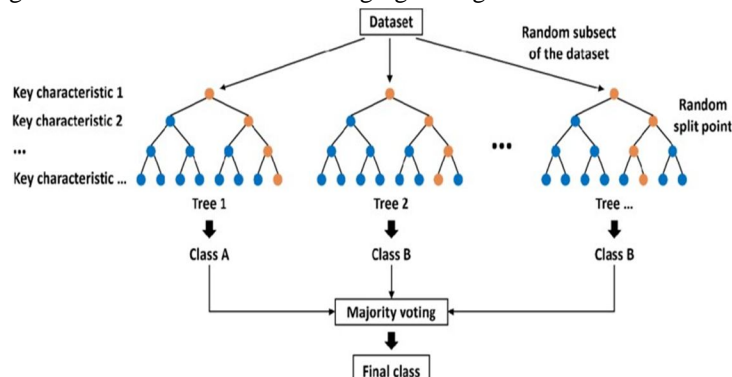 Dataset
Random subsect
of the dataset
Key characteristic 1
Key characteristic 2
...
Key characteristic ...
Random
split point
...
Tree 1
Tree 2
Tree ...
Class A
Class B
Class B
Majority voting
Final class